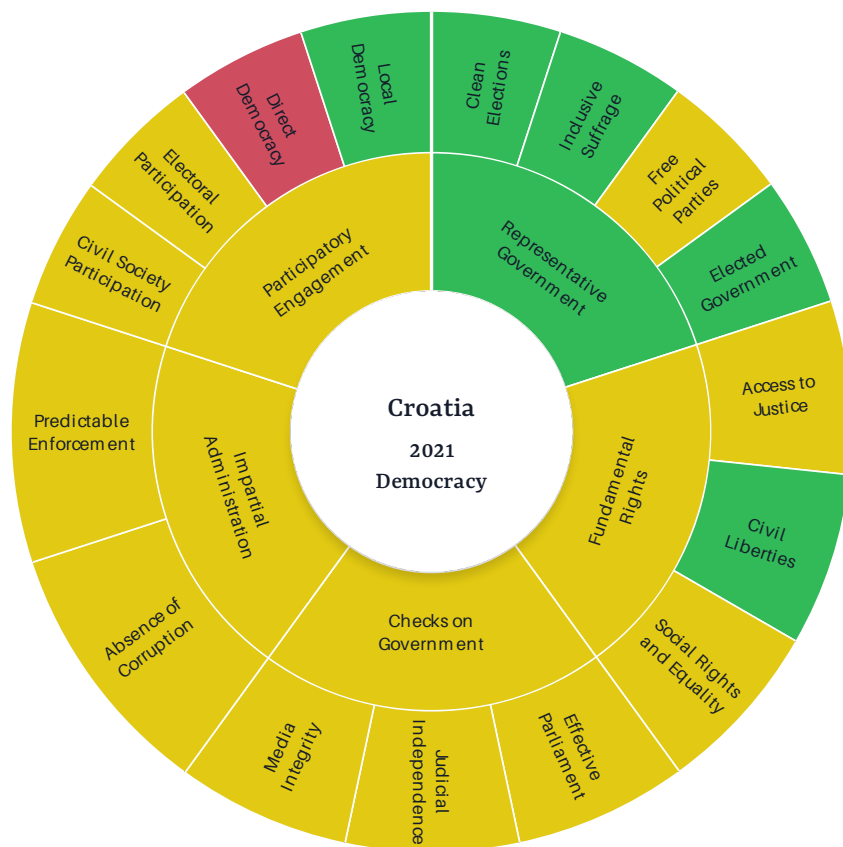 Croatia
2021
Democracy
Representative
Government
Clean
Elections
Inclusive
Suffrage
Free
Political
Parties
Elected
Government
Fundamental
Rights
Access to
Justice
Civil
Liberties
Social Rights
and Equality
Checks on
Government
Effective
Parliament
Judicial
Independence
Media
Integrity
Impartial
Administration
Absence of
Corruption
Predictable
Enforcement
Participatory
Engagement
Civil Society
Participation
Electoral
Participation
Direct
Democracy
Local
Democracy